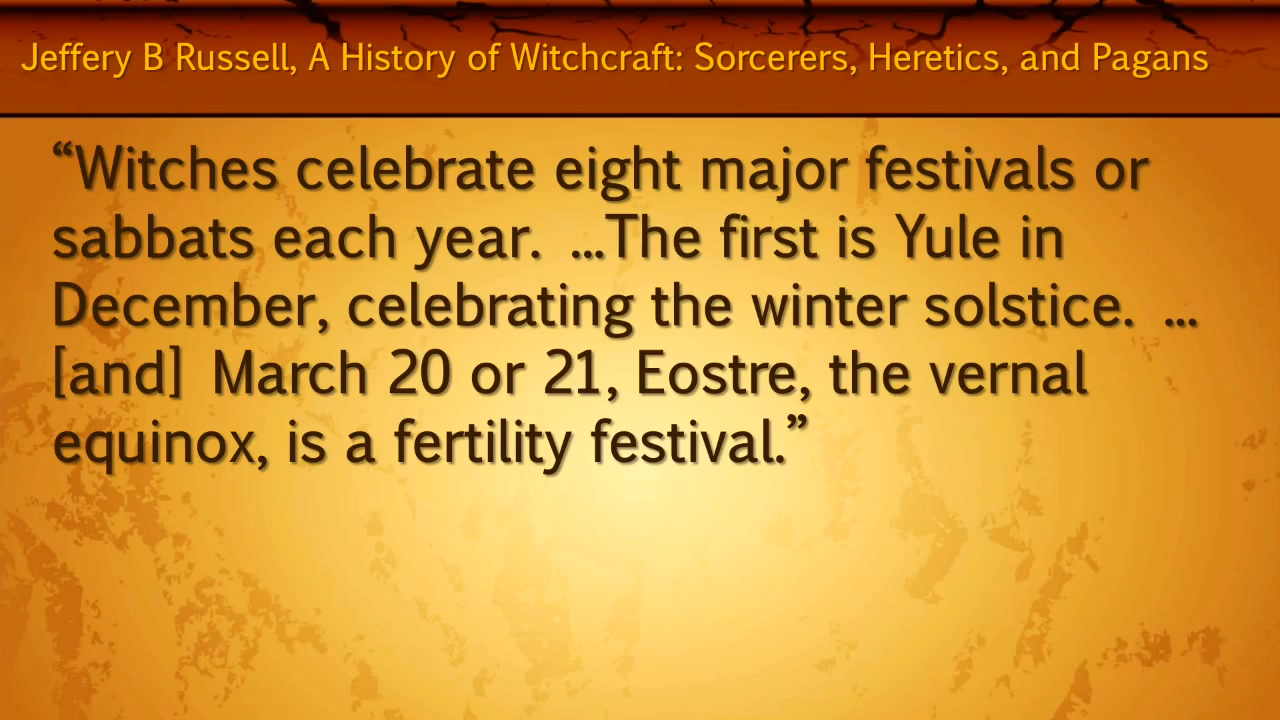 Jeffery B Russell, A History of Witchcraft: Sorcerers, Heretics, and Pagans
“Witches celebrate eight major festivals or
sabbats each year.  …The first is Yule in
December, celebrating the winter solstice.  …
[and]  March 20 or 21, Eostre, the vernal
equinox, is a fertility festival.”